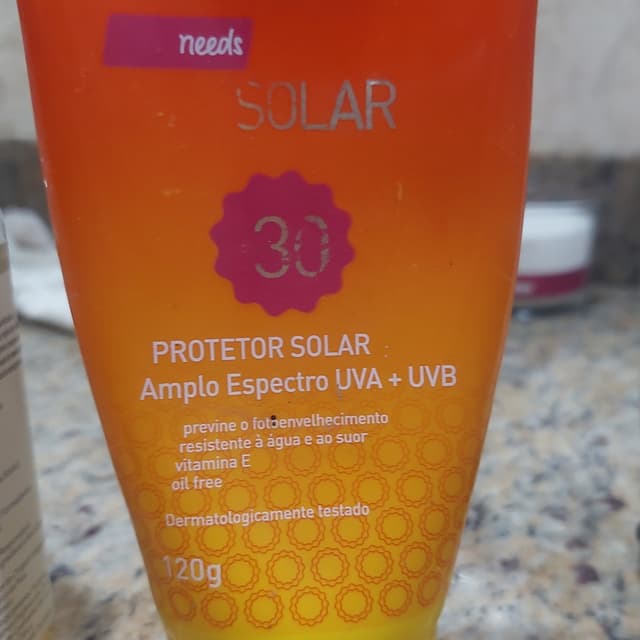 needs
SOLAR
30
PROTETOR SOLAR
Amplo Espectro UVA + UVB
previne o fotoenvelhecimento
resistente à água e ao suor
vitamina E
oil free
Dermatologicamente testado
120g